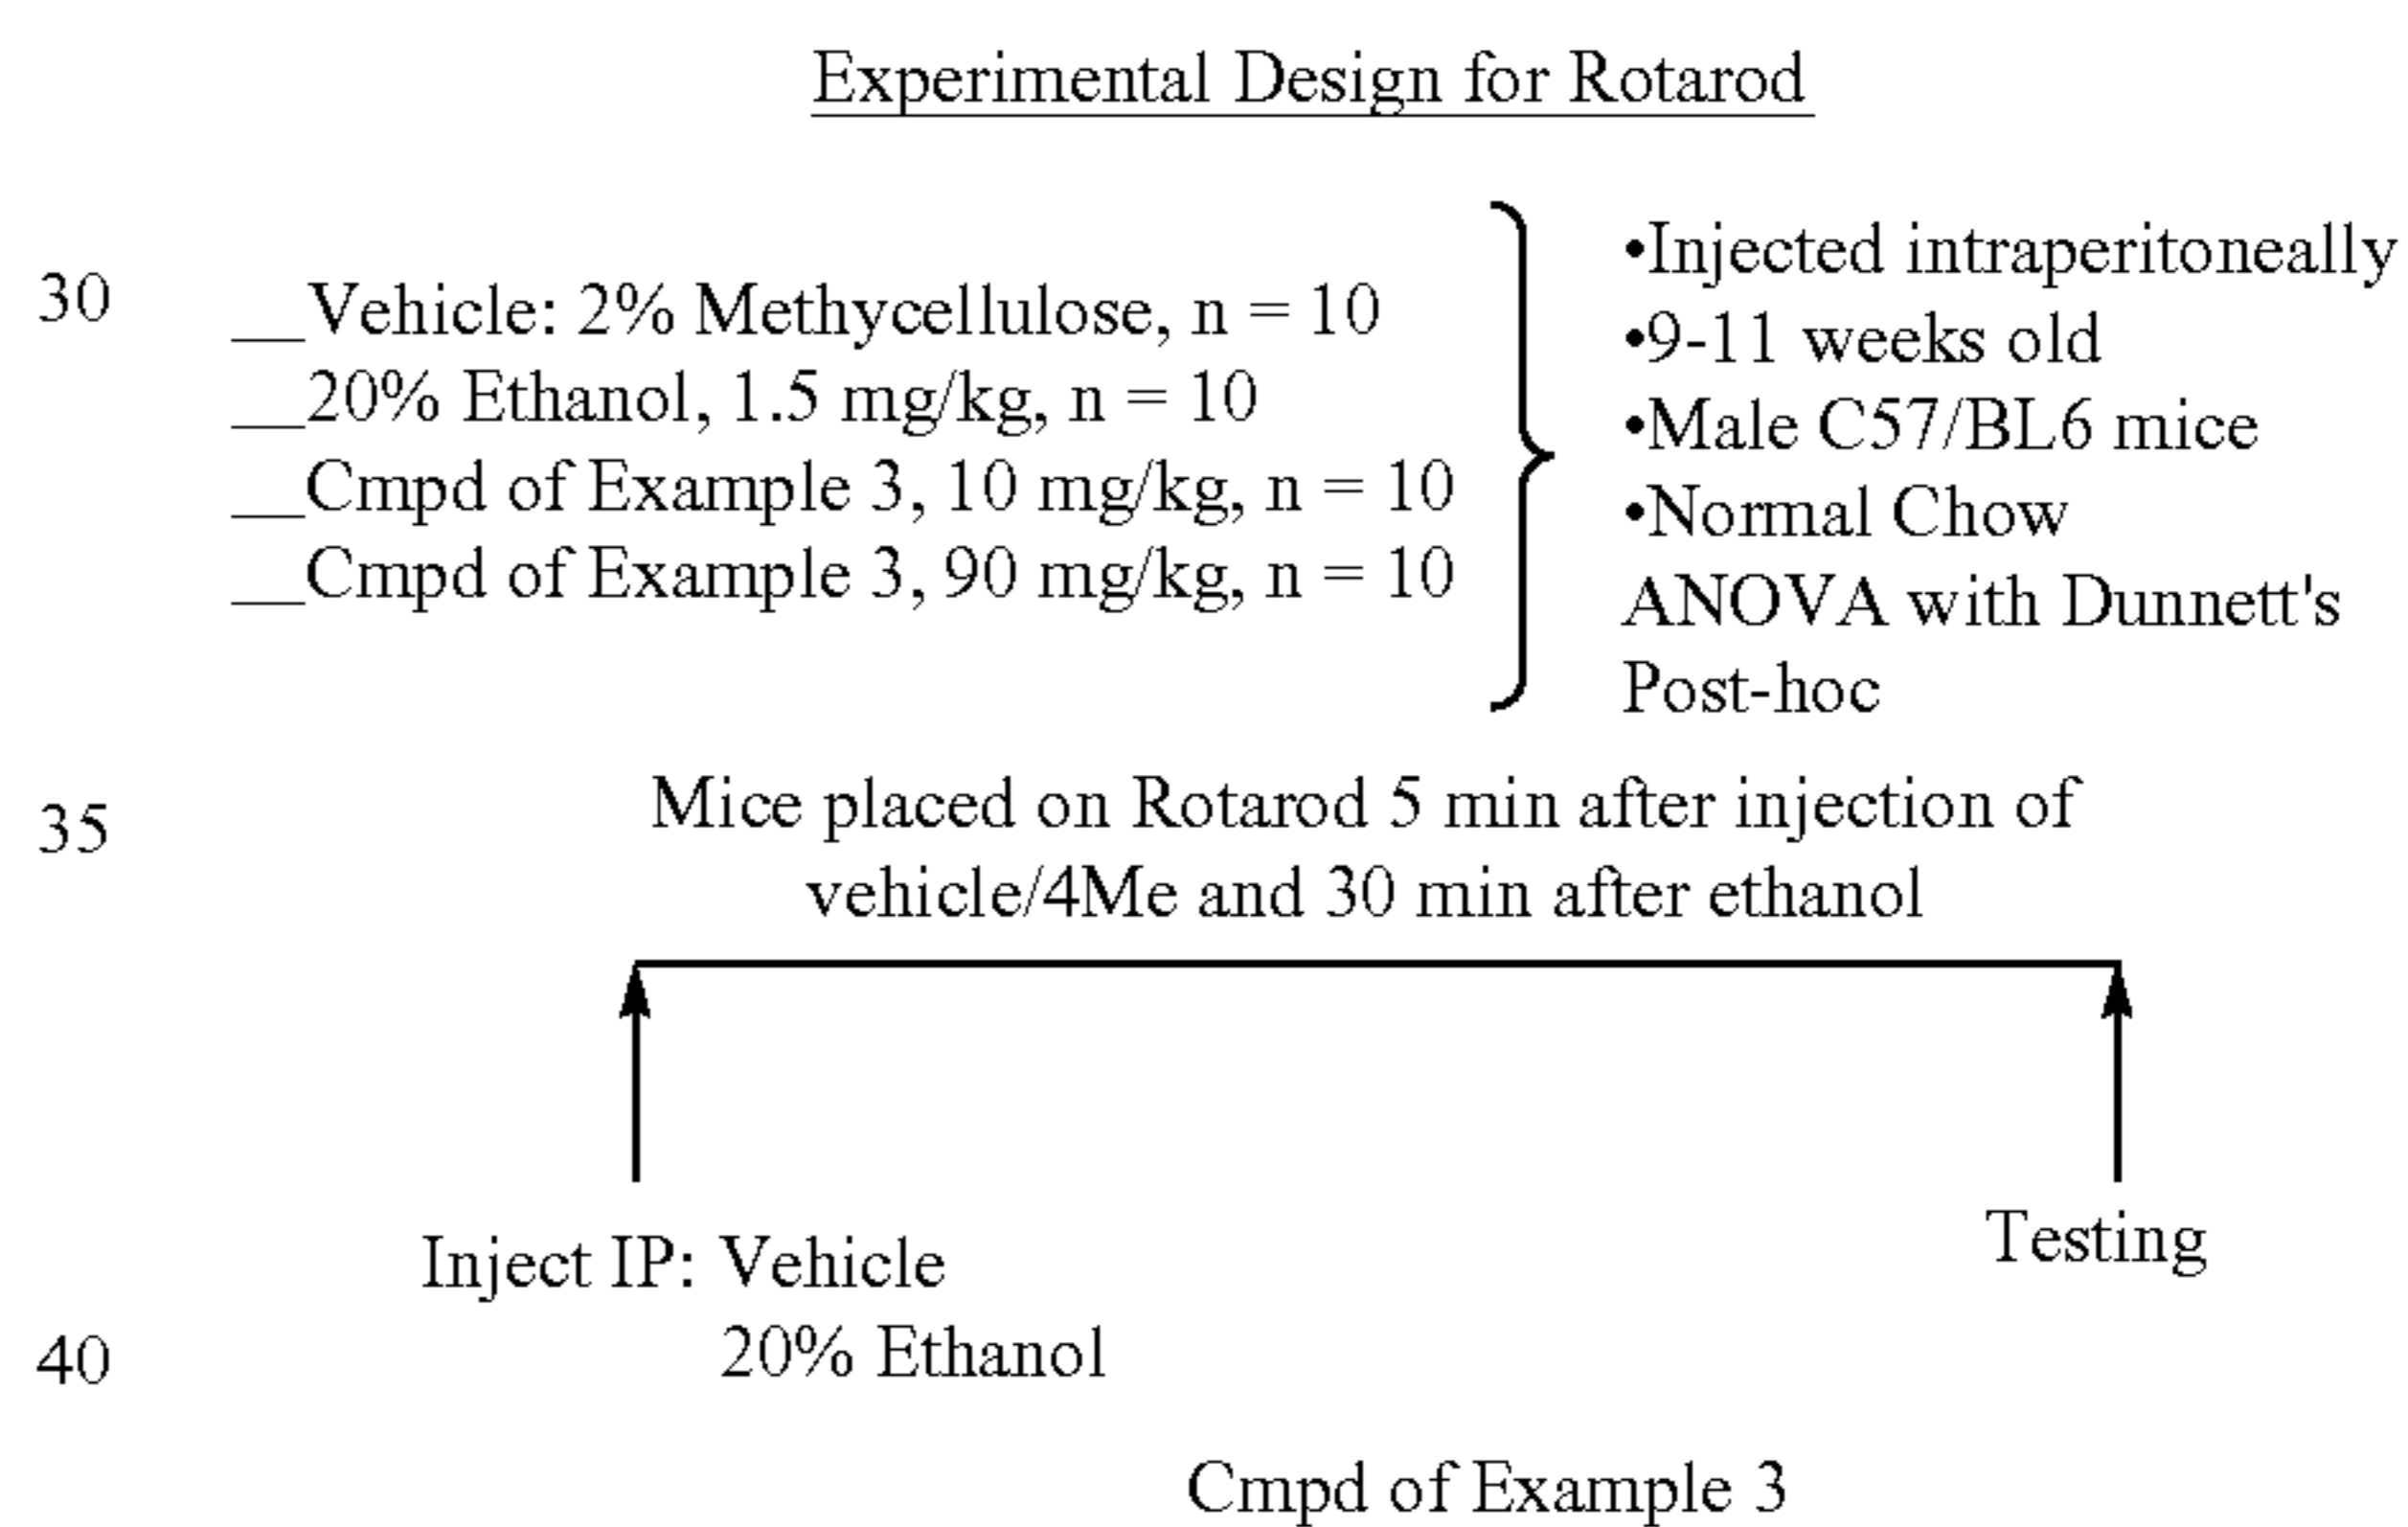 Experimental Design for Rotarod
30
__Vehicle: 2% Methycellulose, n = 10
__20% Ethanol, 1.5 mg/kg, n = 10
__Cmpd of Example 3, 10 mg/kg, n = 10
__Cmpd of Example 3, 90 mg/kg, n = 10
•Injected intraperitoneally
•9-11 weeks old
•Male C57/BL6 mice
•Normal Chow
ANOVA with Dunnett's
Post-hoc
35
Mice placed on Rotarod 5 min after injection of
vehicle/4Me and 30 min after ethanol
Inject IP: Vehicle
20% Ethanol
Testing
40
Cmpd of Example 3